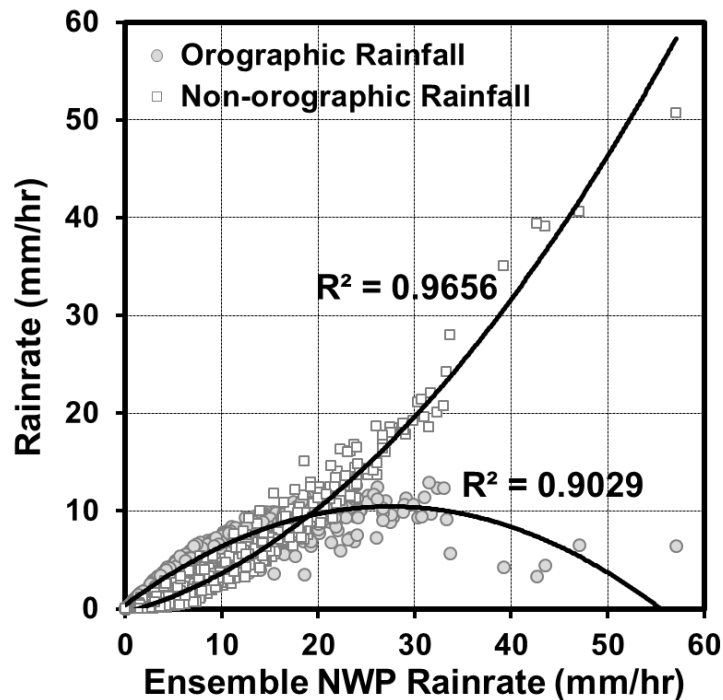 60
Orographic Rainfall
Non-orographic Rainfall
50
40
R² = 0.9656
30
20
R² = 0.9029
10
0
Rainrate (mm/hr)
0 10 20 30 40 50 60
Ensemble NWP Rainrate (mm/hr)